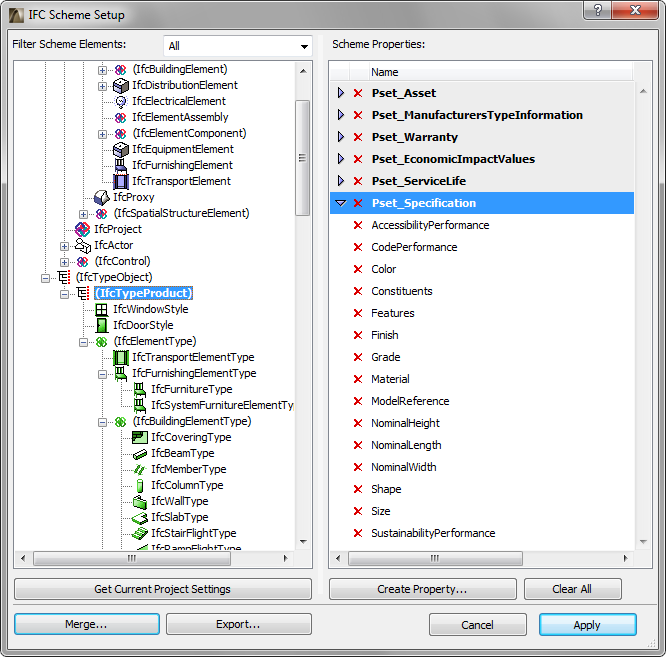 IFC Scheme Setup
Filter Scheme Elements:
All
(IfcBuildingElement)
IfcDistributionElement
IfcElectricalElement
IfcElementAssembly
(IfcElementComponent)
IfcEquipmentElement
IfcFurnishingElement
IfcTransportElement
IfcProxy
(IfcSpatialStructureElement)
IfcProject
IfcActor
(IfcControl)
(IfcTypeObject)
(IfcTypeProduct)
IfcWindowStyle
IfcDoorStyle
(IfcElementType)
IfcTransportElementType
IfcFurnishingElementType
IfcFurnitureType
IfcSystemFurnitureElementTy
(IfcBuildingElementType)
IfcCoveringType
IfcBeamType
IfcMemberType
IfcColumnType
IfcWallType
IfcSlabType
IfcStairFlightType
IfcRampFlightType
Get Current Project Settings
Scheme Properties:
Name
Pset_Asset
Pset_ManufacturersTypeInformation
Pset_Warranty
Pset_EconomicImpactValues
Pset_ServiceLife
Pset_Specification
AccessibilityPerformance
CodePerformance
Color
Constituents
Features
Finish
Grade
Material
ModelReference
NominalHeight
NominalLength
NominalWidth
Shape
Size
SustainabilityPerformance
Create Property...
Clear All
Merge...
Export...
Cancel
Apply